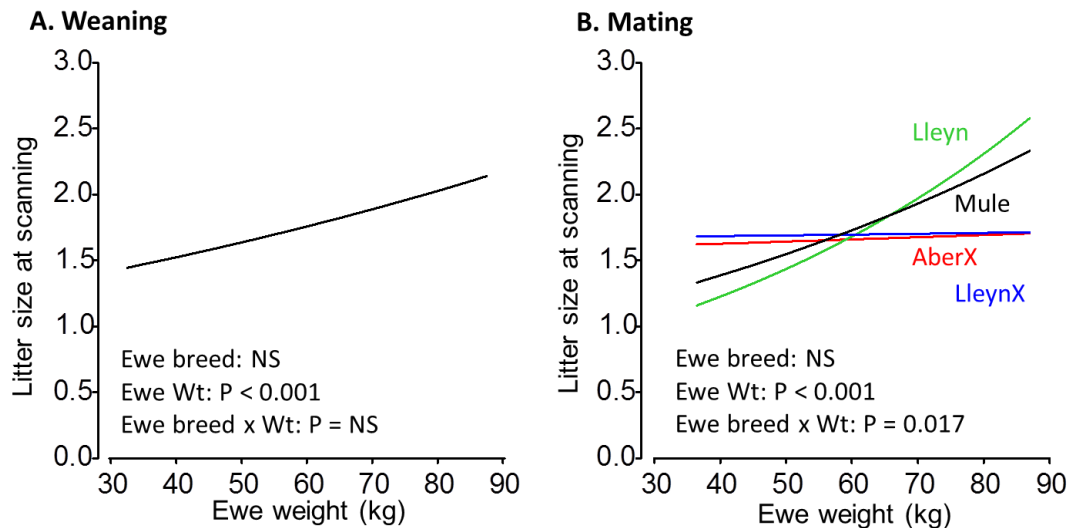 A. Weaning
3.0
2.5
2.0
1.5
1.0
0.5
0.0
Litter size at scanning
Ewe breed: NS
Ewe Wt: P < 0.001
Ewe breed x Wt: P = NS
30 40 50 60 70 80 90
Ewe weight (kg)
B. Mating
3.0
2.5
2.0
1.5
1.0
0.5
0.0
Litter size at scanning
Lleyn
Mule
AberX
LleynX
Ewe breed: NS
Ewe Wt: P < 0.001
Ewe breed x Wt: P = 0.017
30 40 50 60 70 80 90
Ewe weight (kg)